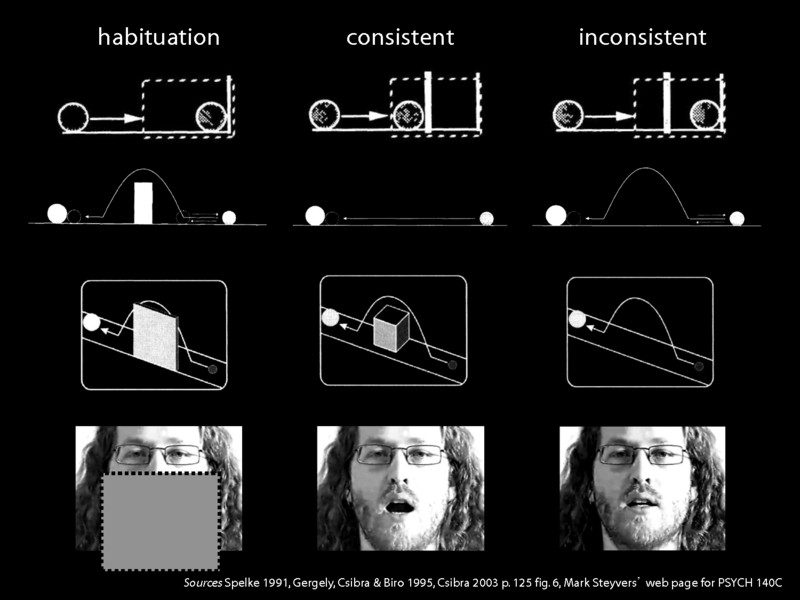 habituation consistent inconsistent
Sources Spelke 1991, Gergely, Csibra & Biro 1995, Csibra 2003 p. 125 fig. 6, Mark Steyvers' web page for PSYCH 140C